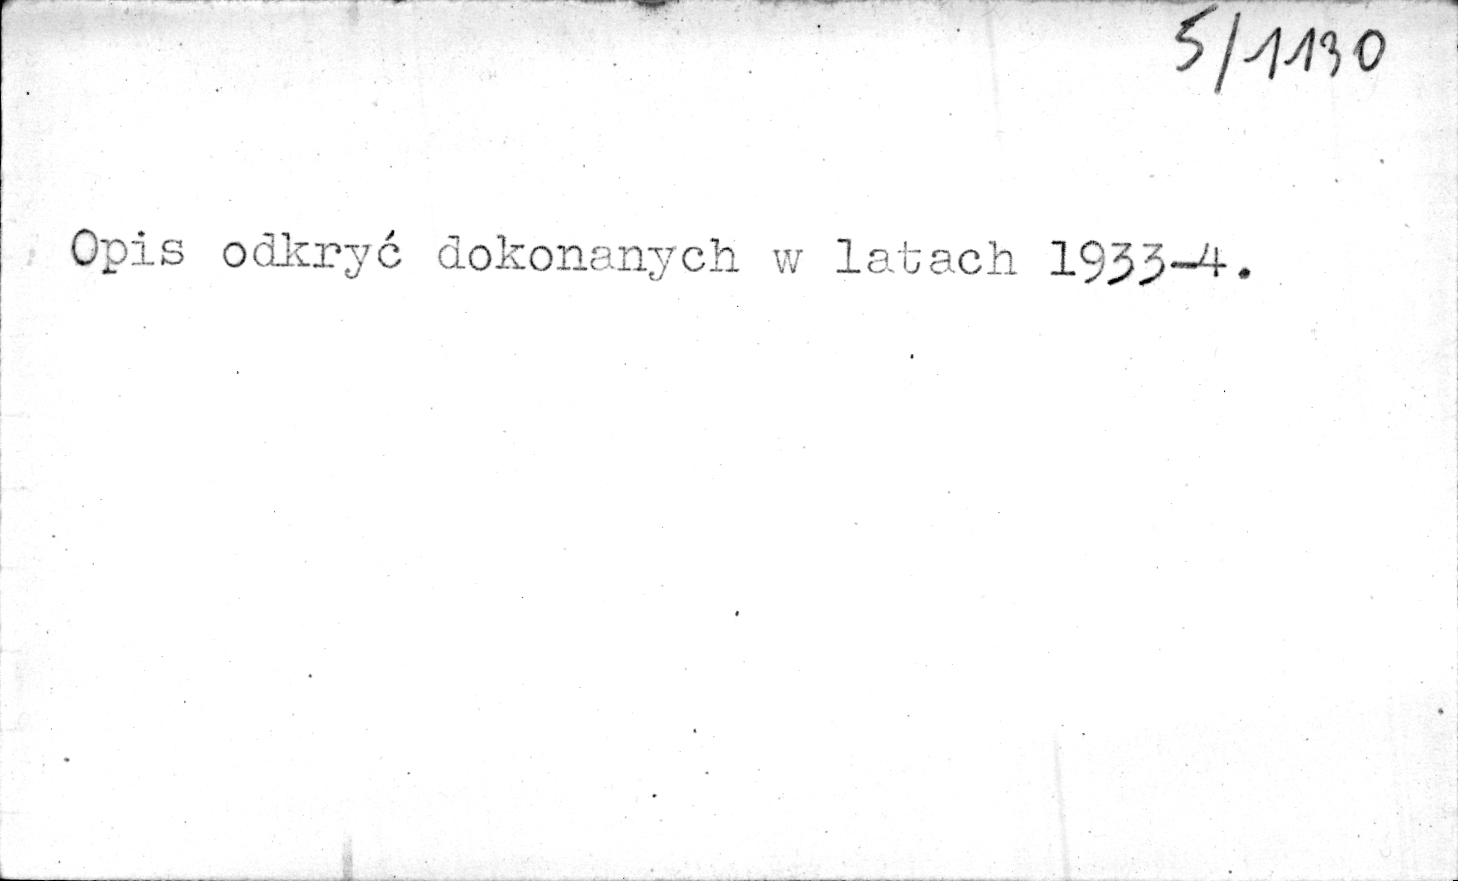 5/1130
Opis odkryć dokonanych w latach 1933-4.